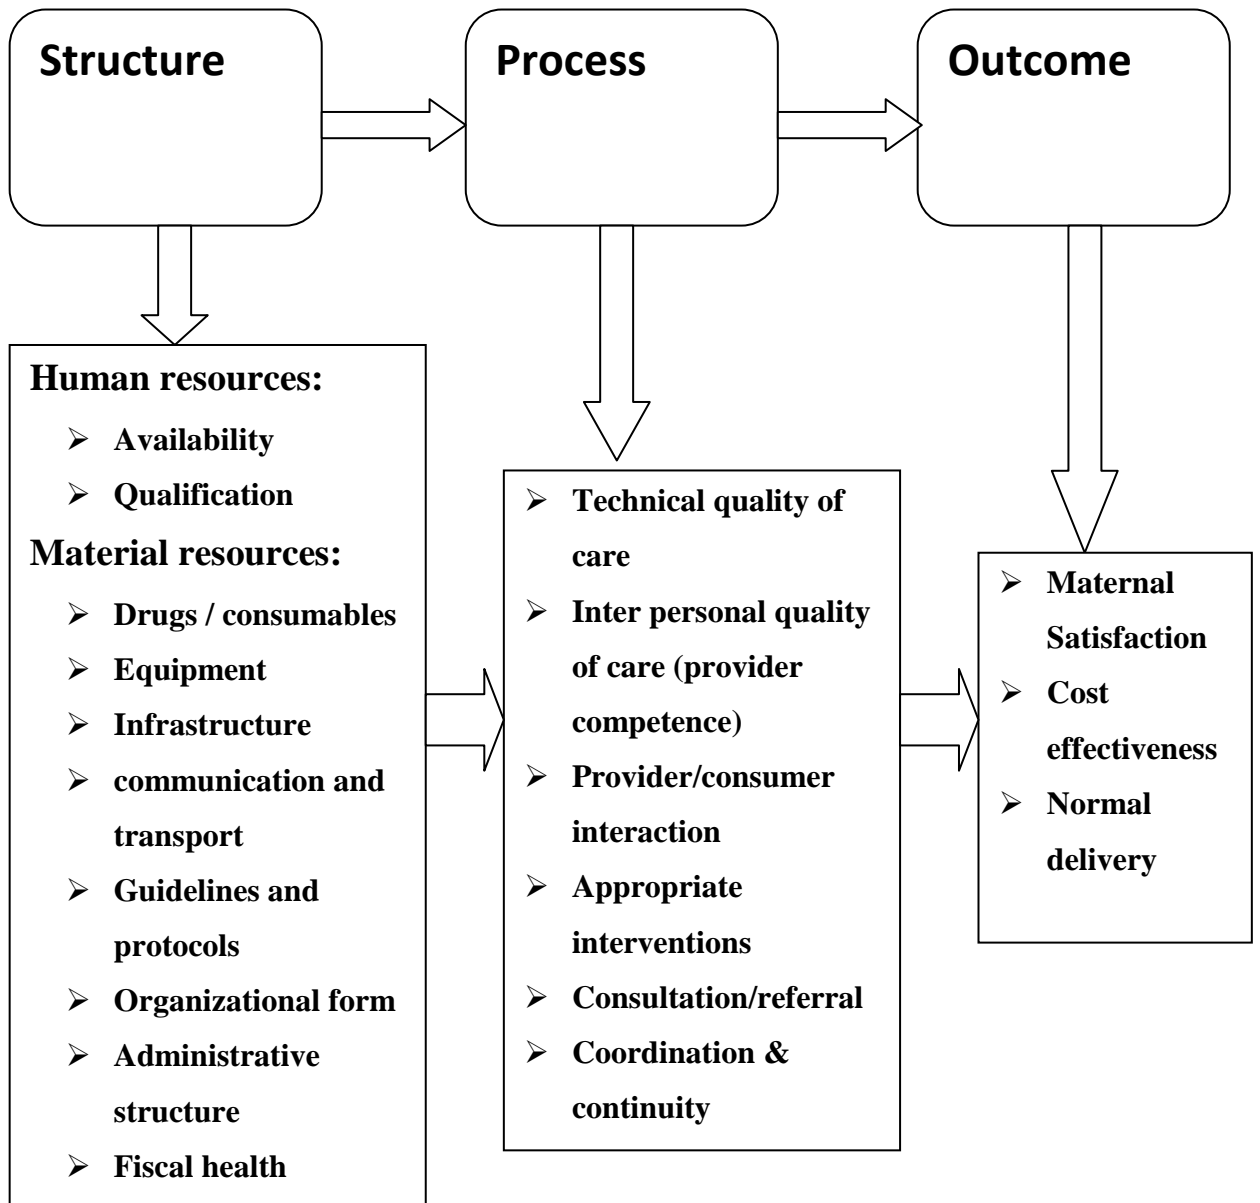 Structure
Process
Outcome
Human resources:
➢ Availability
➢ Qualification
Material resources:
➢ Drugs / consumables
➢ Equipment
➢ Infrastructure
➢ communication and
transport
➢ Guidelines and
protocols
➢ Organizational form
➢ Administrative
structure
➢ Fiscal health
➢ Technical quality of
care
➢ Inter personal quality
of care (provider
competence)
➢ Provider/consumer
interaction
➢ Appropriate
interventions
➢ Consultation/referral
➢ Coordination &
continuity
➢ Maternal
Satisfaction
➢ Cost
effectiveness
➢ Normal
delivery